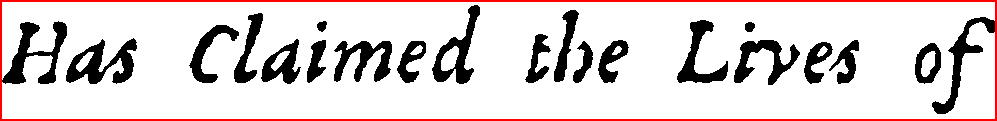 Has Claimed the Lives of